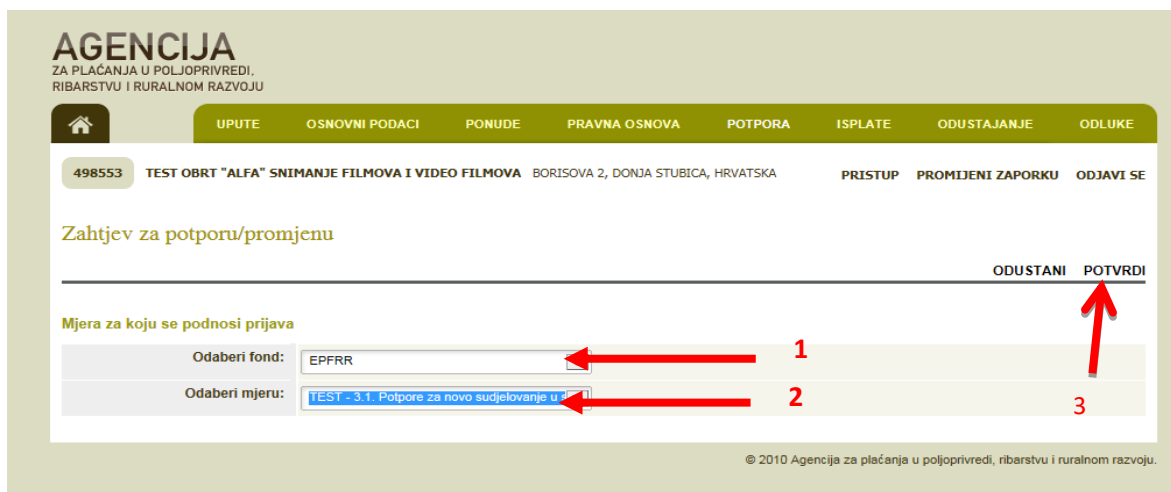 AGENCIJA
ZA PLAĆANJA U POLJOPRIVREDI,
RIBARSTVU I RURALNOM RAZVOJU
UPUTE OSNOVNI PODACI PONUDE PRAVNA OSNOVA POTPORA ISPLATE ODUSTAJANJE ODLUKE
498553 TEST OBRT "ALFA" SNIMANJE FILMOVA I VIDEO FILMOVA BORISOVA 2, DONJA STUBICA, HRVATSKA PRISTUP PROMIJENI ZAPORKU ODJAVI SE
Zahtjev za potporu/promjenu
ODUSTANI POTVRDI
Mjera za koju se podnosi prijava
Odaberi fond: EPFRR 1
Odaberi mjeru: TEST - 3.1. Potpore za novo sudjelovanje u 2
3
© 2010 Agencija za plaćanja u poljoprivredi, ribarstvu i ruralnom razvoju.